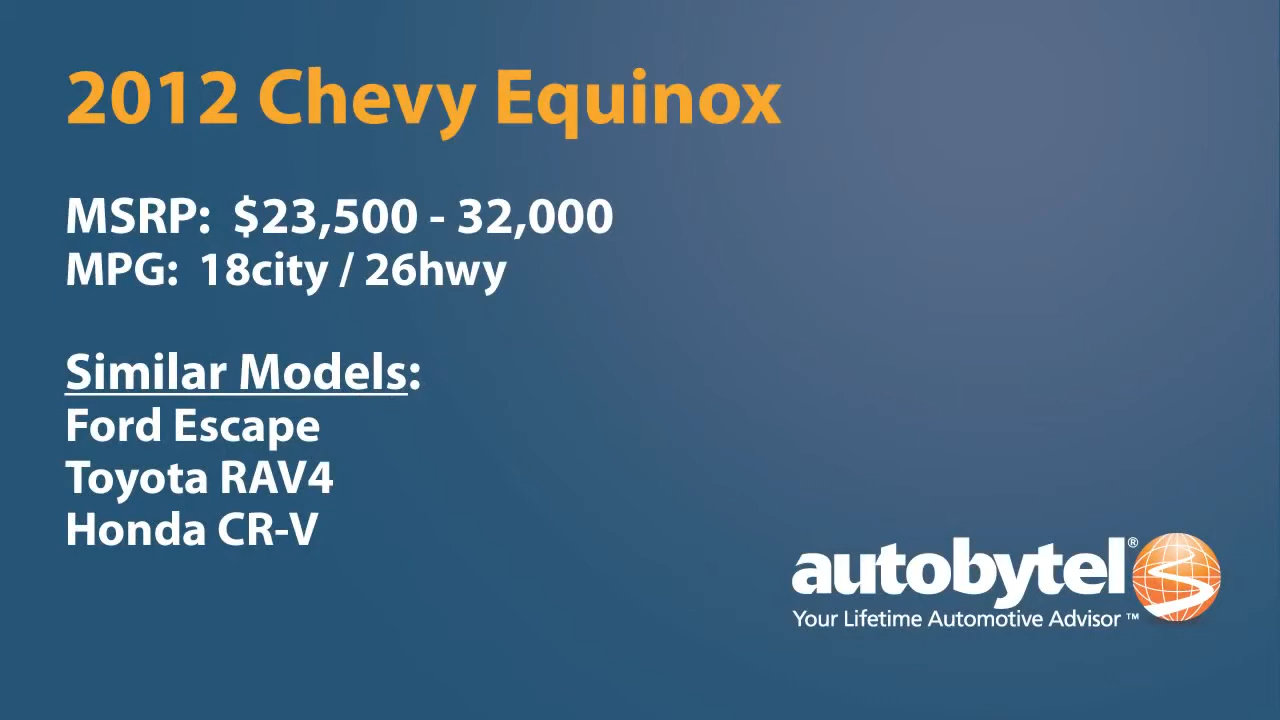 2012 Chevy Equinox
MSRP: $23,500 - 32,000
MPG: 18city / 26hwy
Similar Models:
Ford Escape
Toyota RAV4
Honda CR-V
autobytel®
Your Lifetime Automotive Advisor ™